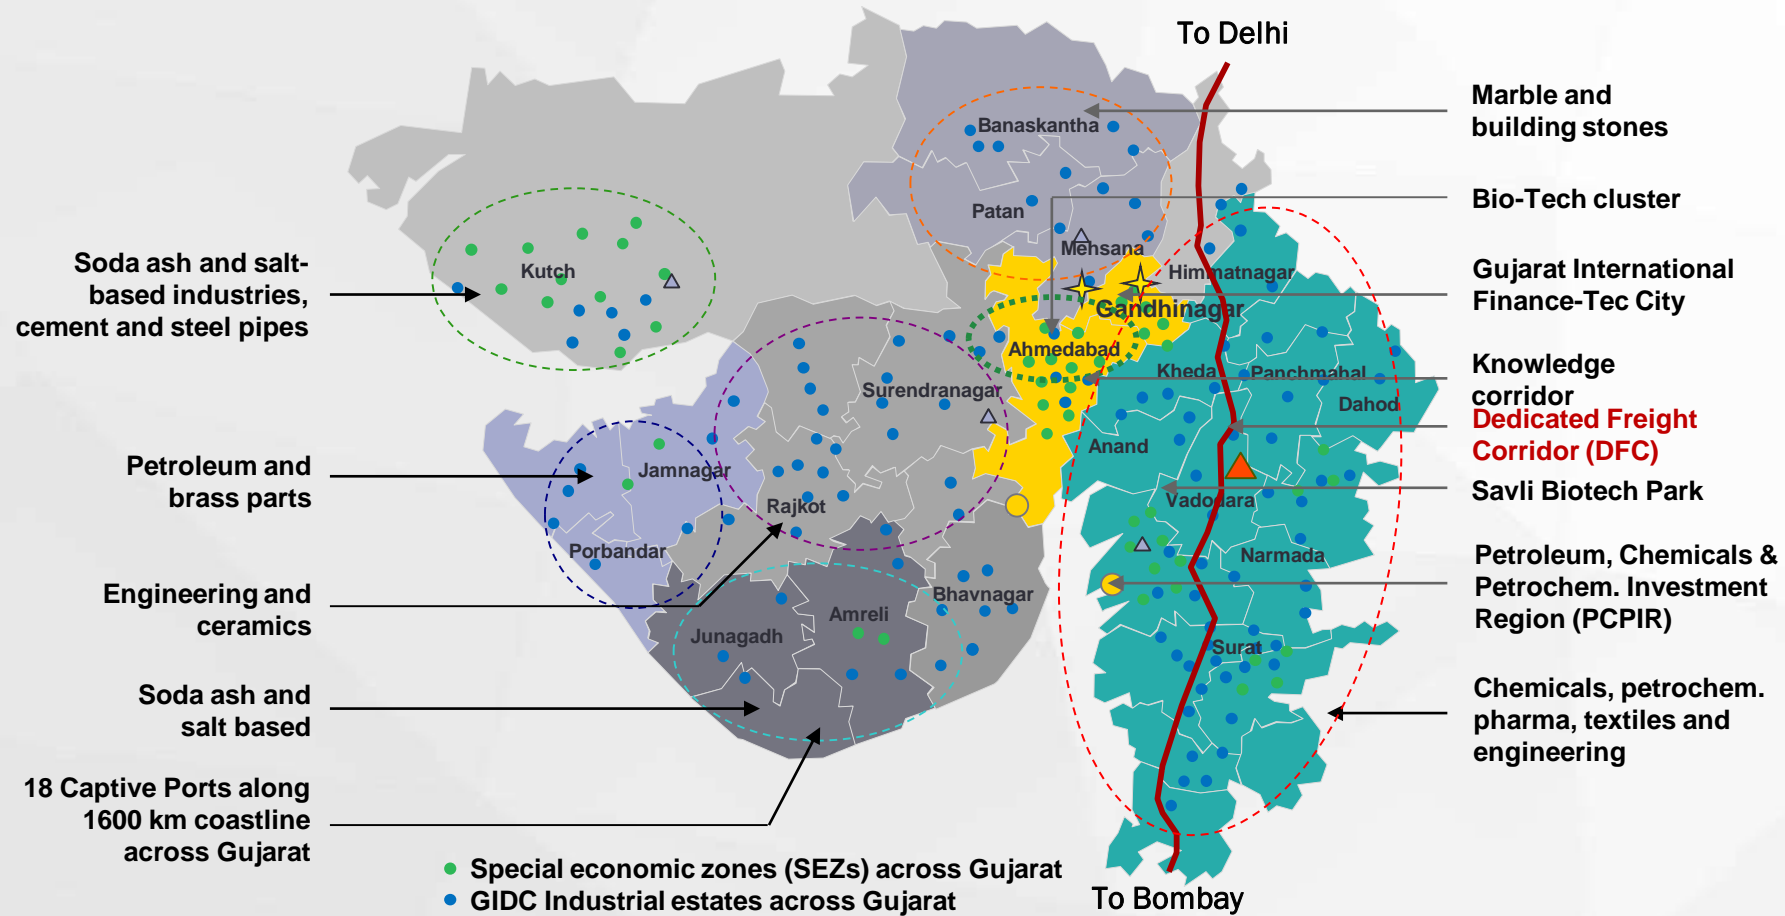 To Delhi
Marble and
building stones
Bio-Tech cluster
Gujarat International
Finance-Tec City
Knowledge
corridor
Dedicated Freight
Corridor (DFC)
Savli Biotech Park
Petroleum, Chemicals &
Petrochem. Investment
Region (PCPIR)
Chemicals, petrochem.
pharma, textiles and
engineering
Soda ash and salt-
based industries,
cement and steel pipes
Petroleum and
brass parts
Engineering and
ceramics
Soda ash and
salt based
18 Captive Ports along
1600 km coastline
across Gujarat
Banaskantha
Patan
Mehsana
Kutch
Himmatnagar
Gandhinagar
Ahmedabad
Kheda
Panchmahal
Surendranagar
Dahod
Anand
Jamnagar
Vadodara
Rajkot
Porbandar
Narmada
Bhavnagar
Amreli
Junagadh
Surat
Special economic zones (SEZs) across Gujarat
GIDC Industrial estates across Gujarat
To Bombay